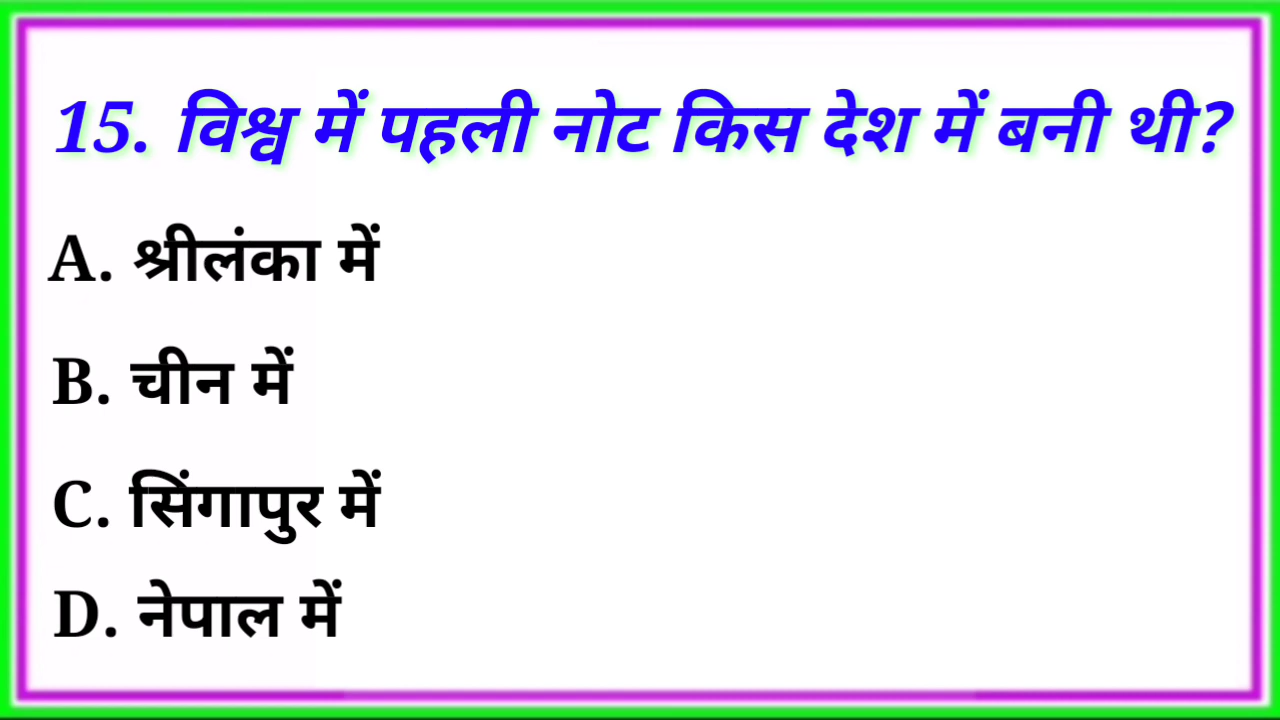 15. विश्व में पहली नोट किस देश में बनी थी?
A. श्रीलंका में
B. चीन में
C. सिंगापुर में
D. नेपाल में